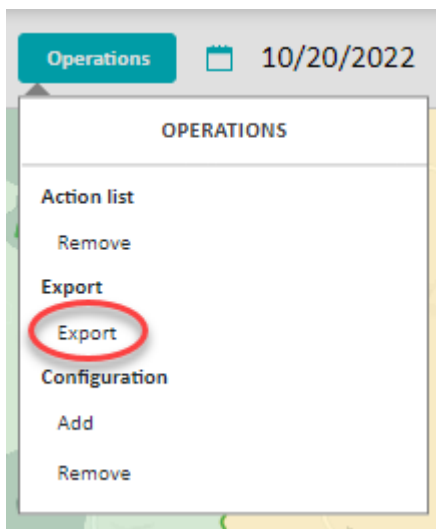 Operations 10/20/2022
OPERATIONS
Action list
Remove
Export
Export
Configuration
Add
Remove